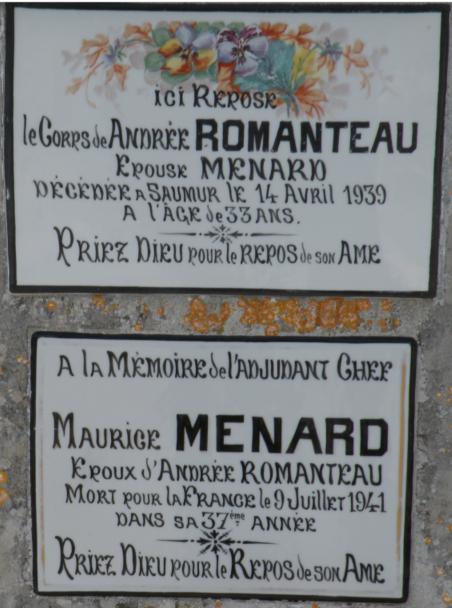 ICI REPOSE
le Corps de ANDRÉE ROMANTEAU
EPOUSE MENARD
DÉCÉDÉE A SAUMUR LE 14 AVRIL 1939
A L'ÂGE de 33 ANS.
PRIEZ DIEU POUR le REPOS de SON AME
A LA MÉMOIRE de l'ADJUDANT CHEF
MAURICE MENARD
EPOUX d'ANDRÉE ROMANTEAU
MORT POUR LA FRANCE le 9 JUILLET 1941
DANS SA 37ème ANNÉE
PRIEZ DIEU POUR le REPOS de SON AME